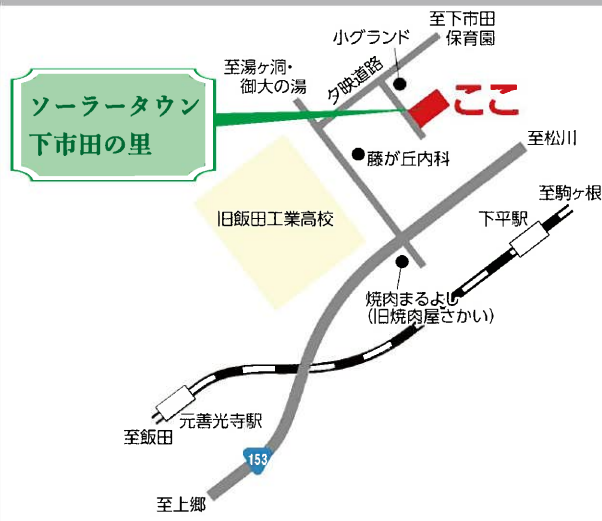 至下市田
保育園
小グランド
至湯ヶ洞・
御大の湯
夕映道路
ここ
ソーラータウン
下市田の里
至松川
藤が丘内科
至駒ヶ根
下平駅
旧飯田工業高校
焼肉まるよし
（旧焼肉屋さかい）
元善光寺駅
至飯田
153
至上郷